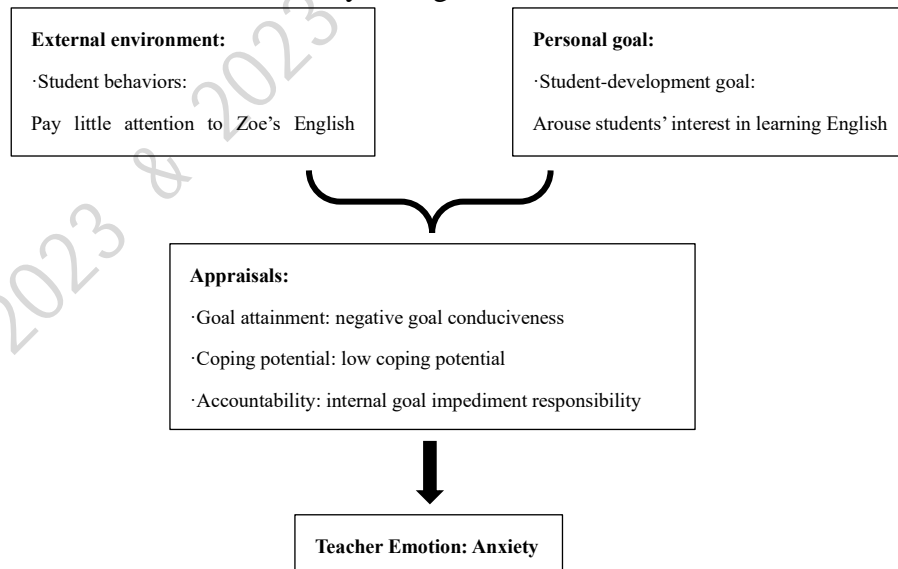 External environment:
·Student behaviors:
Pay little attention to Zoe's English
Personal goal:
·Student-development goal:
Arouse students' interest in learning English
2023 & 2023
Appraisals:
·Goal attainment: negative goal conduciveness
·Coping potential: low coping potential
·Accountability: internal goal impediment responsibility
Teacher Emotion: Anxiety